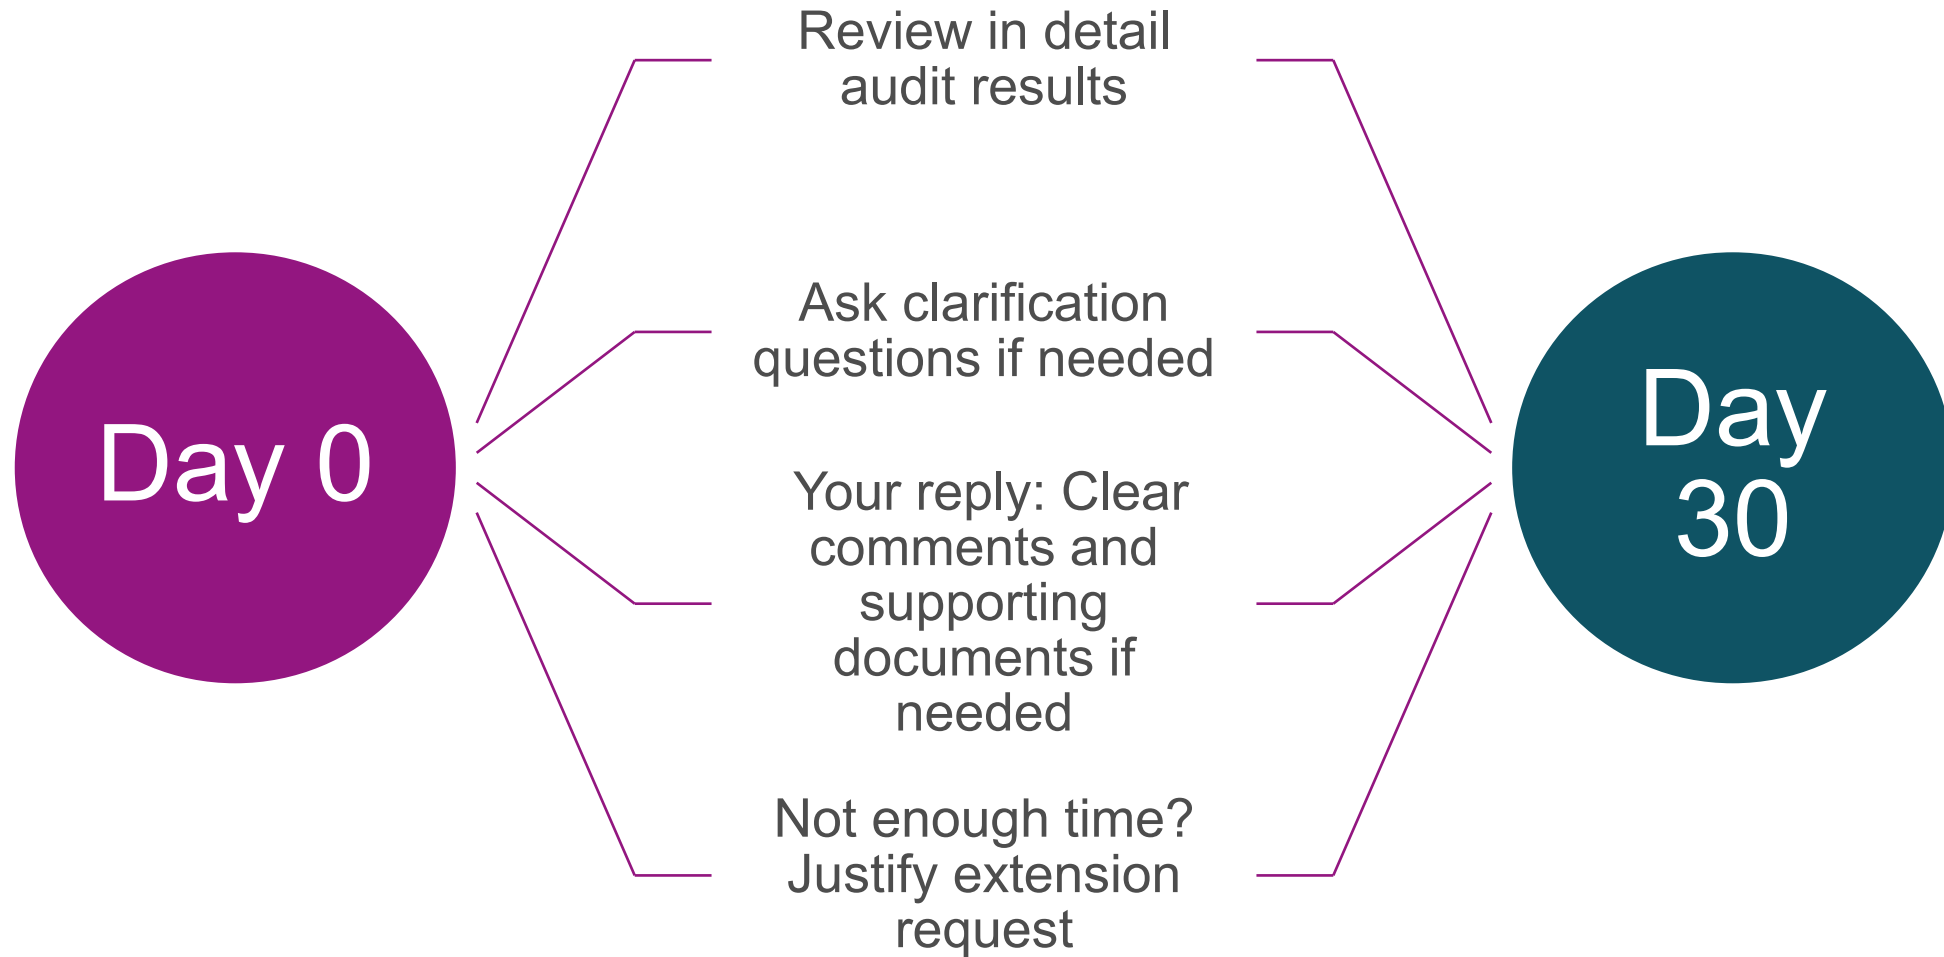 Day 0
Review in detail
audit results
Ask clarification
questions if needed
Your reply: Clear
comments and
supporting
documents if
needed
Not enough time?
Justify extension
request
Day
30